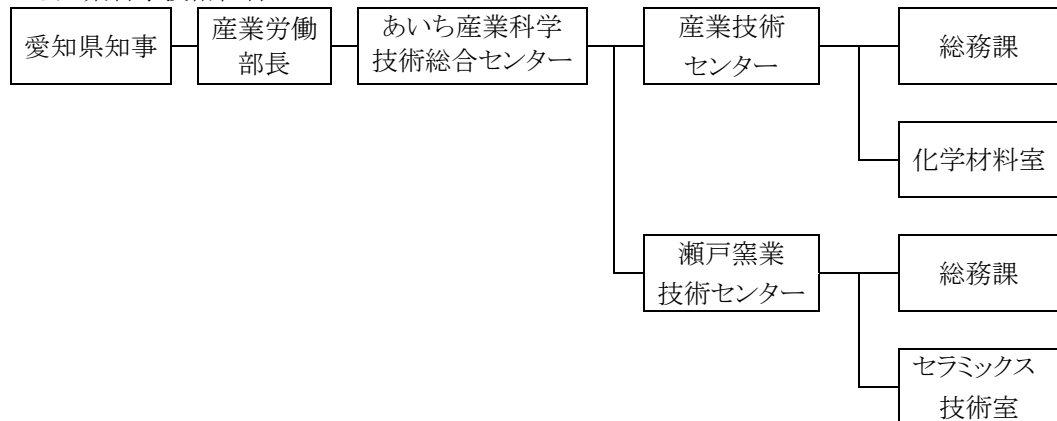 愛知県知事
産業労働
部長
あいち産業科学
技術総合センター
産業技術
センター
総務課
化学材料室
瀬戸窯業
技術センター
総務課
セラミックス
技術室